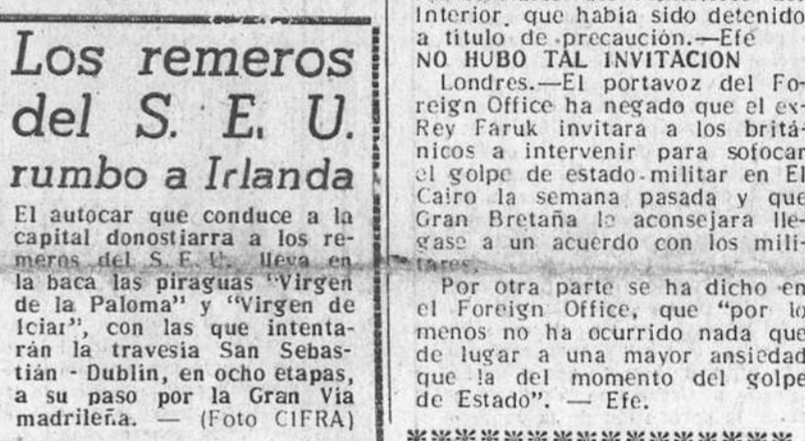 Los remeros
del S. E. U.
rumbo a Irlanda
El autocar que conduce a la
capital donostiarra a los re-
meros del S. E. U. lleva en
la baca las piraguas "Virgen
de la Paloma" y "Virgen de
Iciar", con las que intenta-
rán la travesia San Sebas-
tián - Dublin, en ocho etapas,
a su paso por la Gran Via
madrileña. — (Foto CIFRA)
Interior, que había sido detenido
a titulo de precaución.—Efe
NO HUBO TAL INVITACION
Londres.—El portavoz del Fo-
reign Office ha negado que el ex-
Rey Faruk invitara a los britá-
nicos a intervenir para sofocar
el golpe de estado militar en El
Cairo la semana pasada y que
Gran Bretaña le aconsejara lle-
gase a un acuerdo con los mili-
tares.
Por otra parte se ha dicho en
el Foreign Office, que "por lo
menos no ha ocurrido nada que
de lugar a una mayor ansiedad
que la del momento del golpe
de Estado". — Efe.